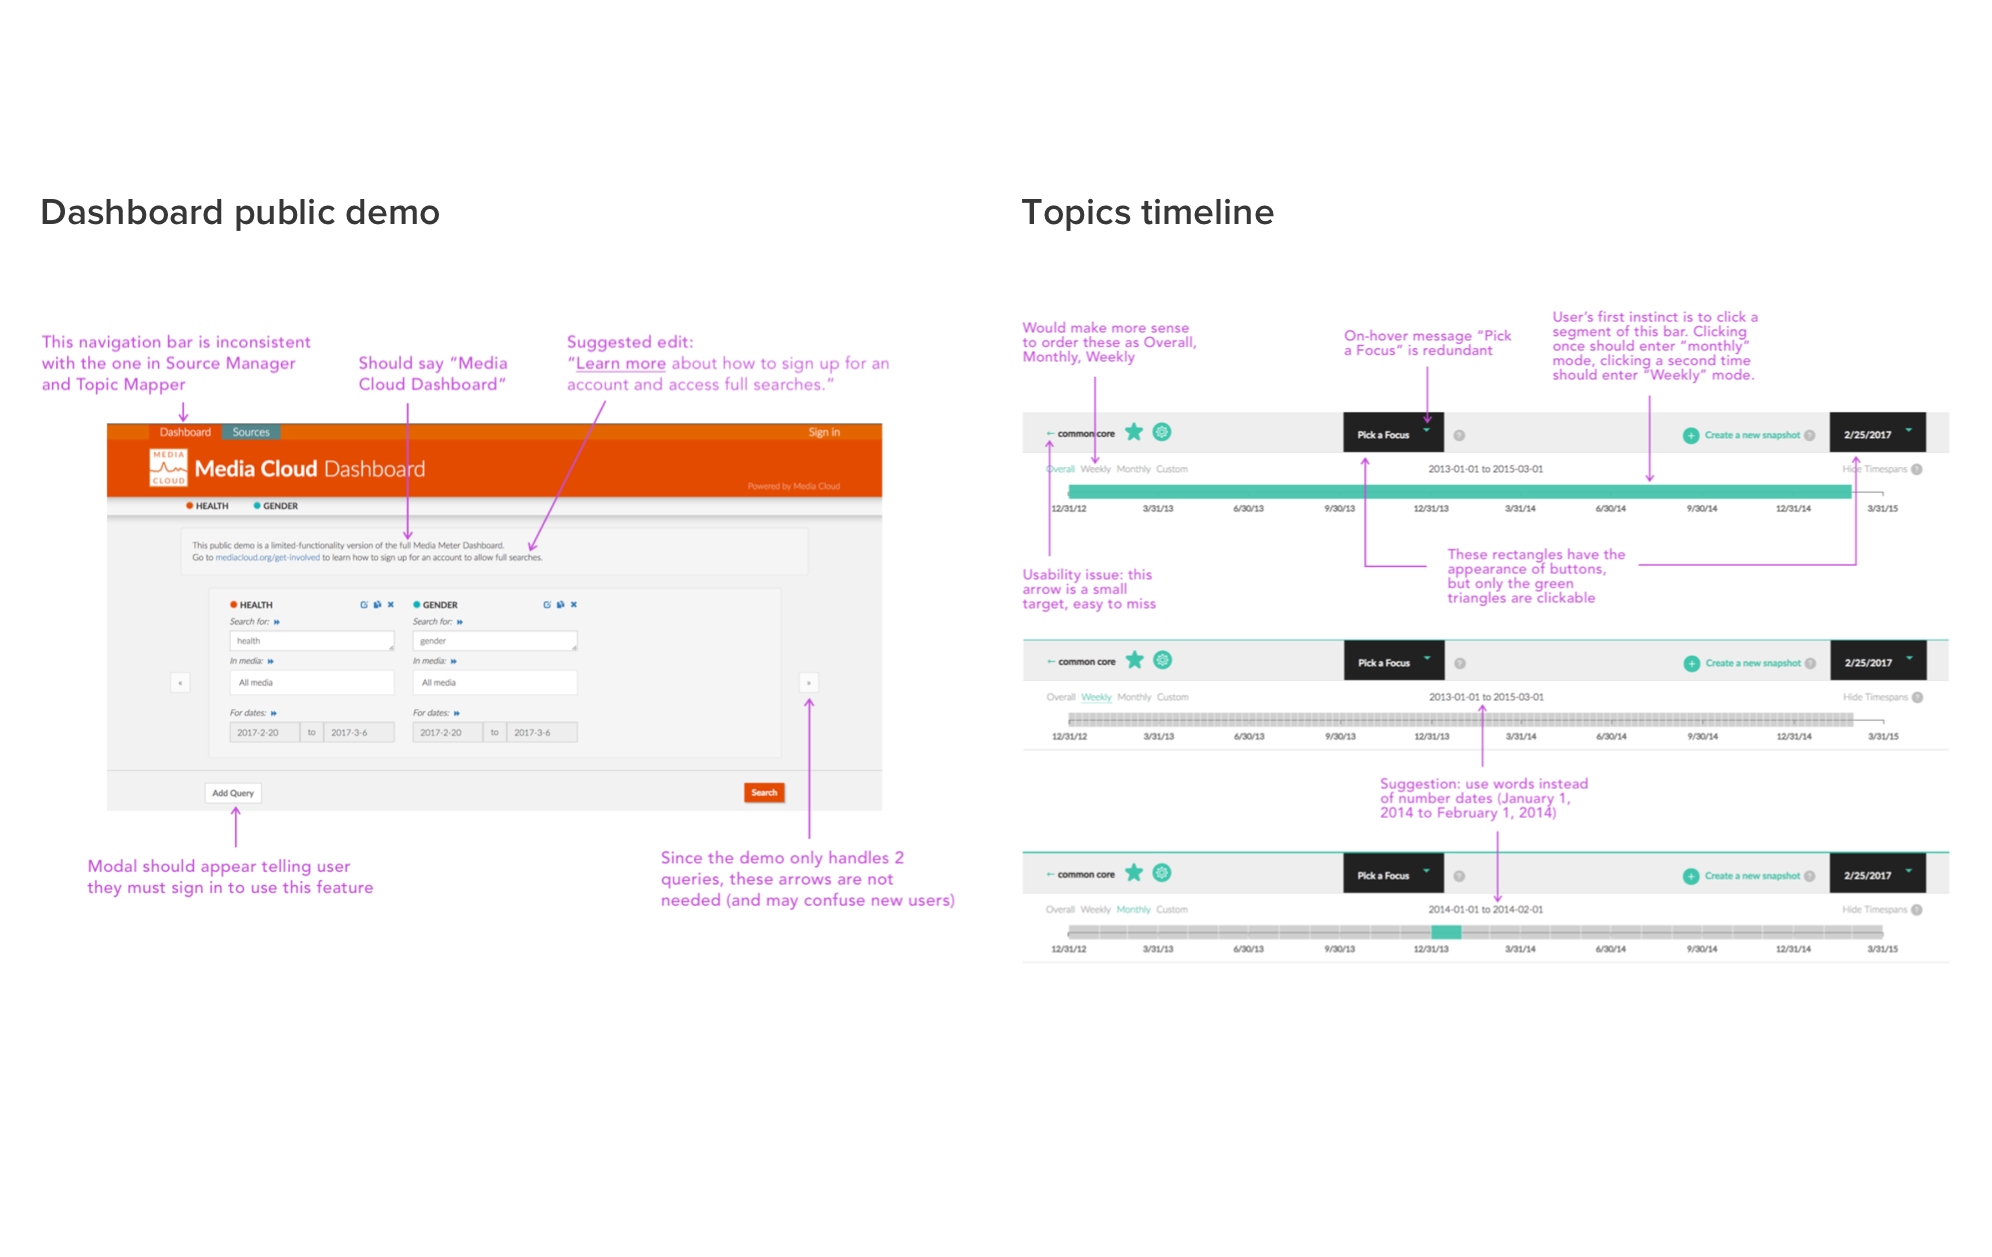 Dashboard public demo
This navigation bar is inconsistent
with the one in Source Manager
and Topic Mapper
Should say “Media
Cloud Dashboard”
Suggested edit:
“Learn more about how to sign up for an
account and access full searches.”
Dashboard Sources Sign in
MEDIA
CLOUD
Media Cloud Dashboard
Powered by Media Cloud
HEALTH GENDER
This public demo is a limited-functionality version of the full Media Meter Dashboard.
Go to mediacloud.org/get-involved to learn how to sign up for an account to allow full searches.
HEALTH GENDER
Search for: Search for:
health gender
In media: In media:
All media All media
For dates: For dates:
2017-2-20 to 2017-3-6 2017-2-20 to 2017-3-6
Add Query Search
Modal should appear telling user
they must sign in to use this feature
Since the demo only handles 2
queries, these arrows are not
needed (and may confuse new users)
Topics timeline
Would make more sense
to order these as Overall,
Monthly, Weekly
On-hover message “Pick
a Focus” is redundant
User’s first instinct is to click a
segment of this bar. Clicking
once should enter “monthly”
mode, clicking a second time
should enter “Weekly” mode.
← common core Pick a Focus ? + Create a new snapshot ? 2/25/2017
Overall Weekly Monthly Custom 2013-01-01 to 2015-03-01 Hide Timespans ?
12/31/12 3/31/13 6/30/13 9/30/13 12/31/13 3/31/14 6/30/14 9/30/14 12/31/14 3/31/15
Usability issue: this
arrow is a small
target, easy to miss
These rectangles have the
appearance of buttons,
but only the green
triangles are clickable
← common core Pick a Focus ? + Create a new snapshot ? 2/25/2017
Overall Weekly Monthly Custom 2013-01-01 to 2015-03-01 Hide Timespans ?
12/31/12 3/31/13 6/30/13 9/30/13 12/31/13 3/31/14 6/30/14 9/30/14 12/31/14 3/31/15
Suggestion: use words instead
of number dates (January 1,
2014 to February 1, 2014)
← common core Pick a Focus ? + Create a new snapshot ? 2/25/2017
Overall Weekly Monthly Custom 2014-01-01 to 2014-02-01 Hide Timespans ?
12/31/12 3/31/13 6/30/13 9/30/13 12/31/13 3/31/14 6/30/14 9/30/14 12/31/14 3/31/15